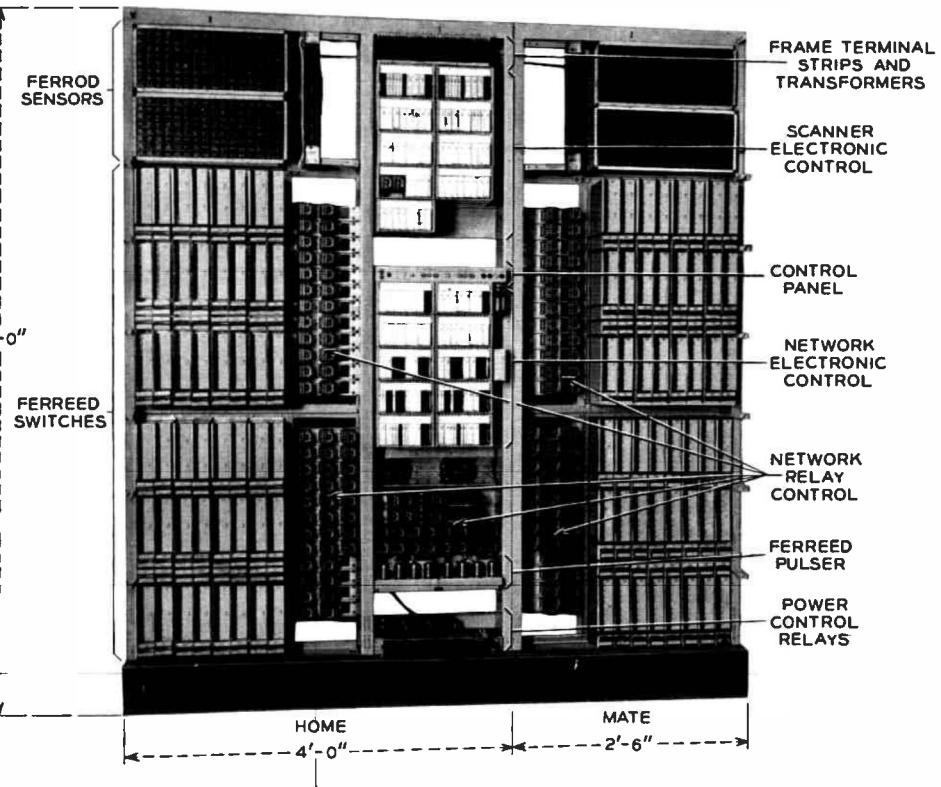 FERROD
SENSORS
FERREED
SWITCHES
0"
FRAME TERMINAL
STRIPS AND
TRANSFORMERS
SCANNER
ELECTRONIC
CONTROL
CONTROL
PANEL
NETWORK
ELECTRONIC
CONTROL
NETWORK
RELAY
CONTROL
FERREED
PULSER
POWER
CONTROL
RELAYS
HOME
4'-0"
MATE
2'-6"